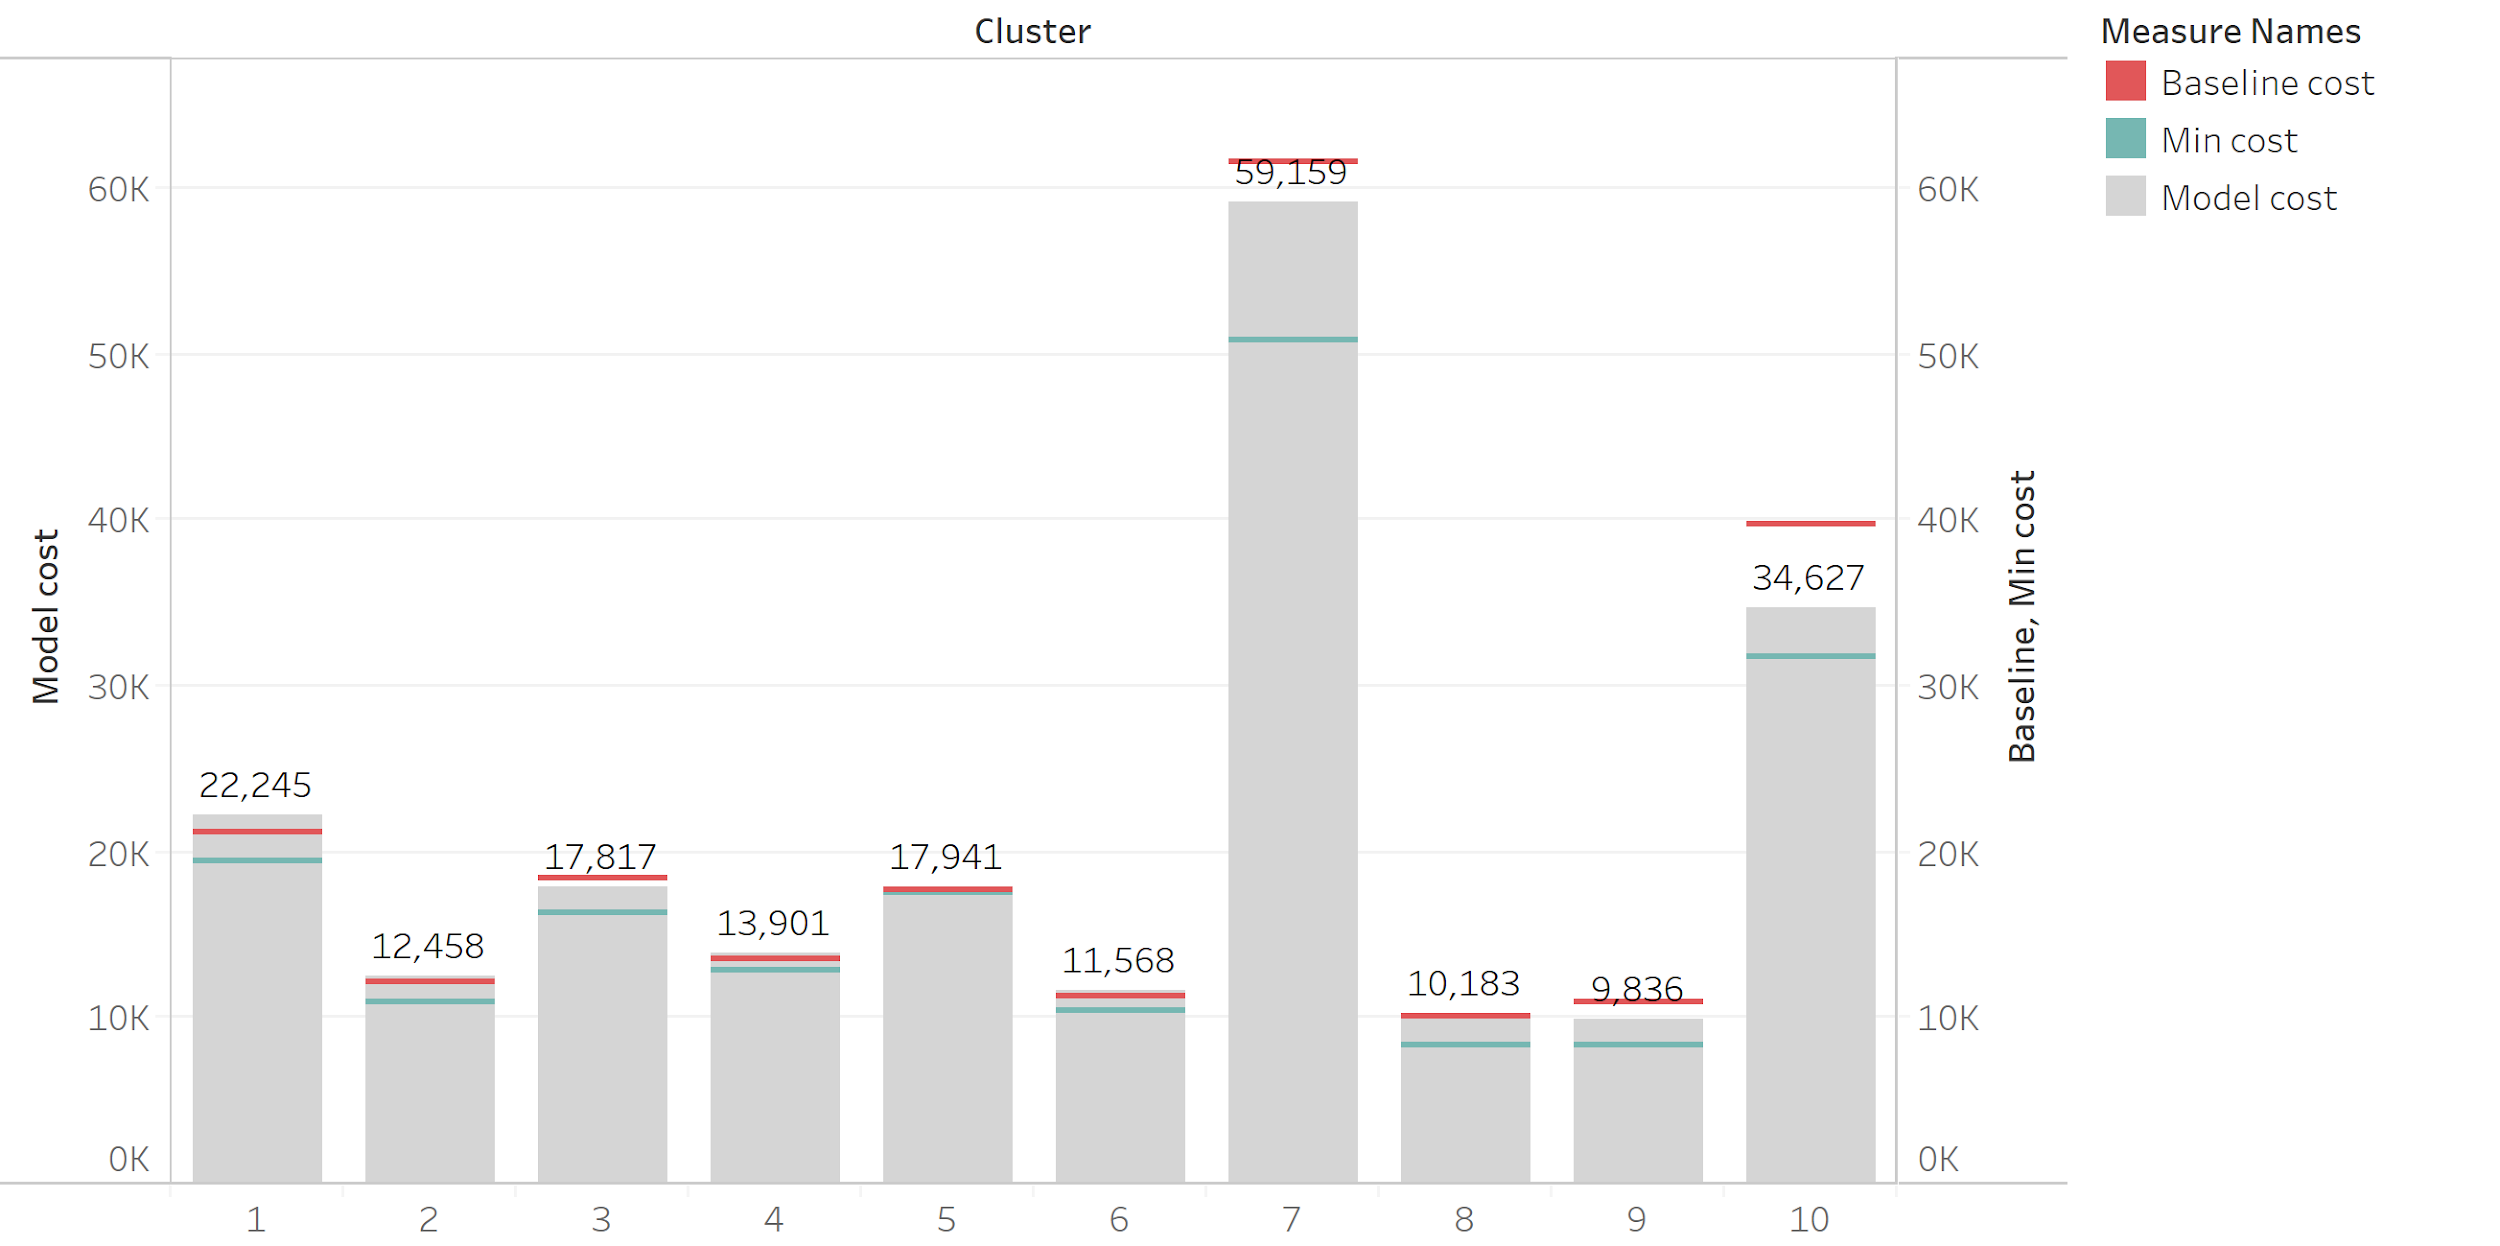 Cluster
Measure Names
Baseline cost
Min cost
Model cost
Model cost
60K
50K
40K
30K
20K
10K
0K
22,245
12,458
17,817
13,901
17,941
11,568
59,159
10,183
9,836
34,627
60K
50K
40K
30K
20K
10K
0K
Baseline, Min cost
1 2 3 4 5 6 7 8 9 10